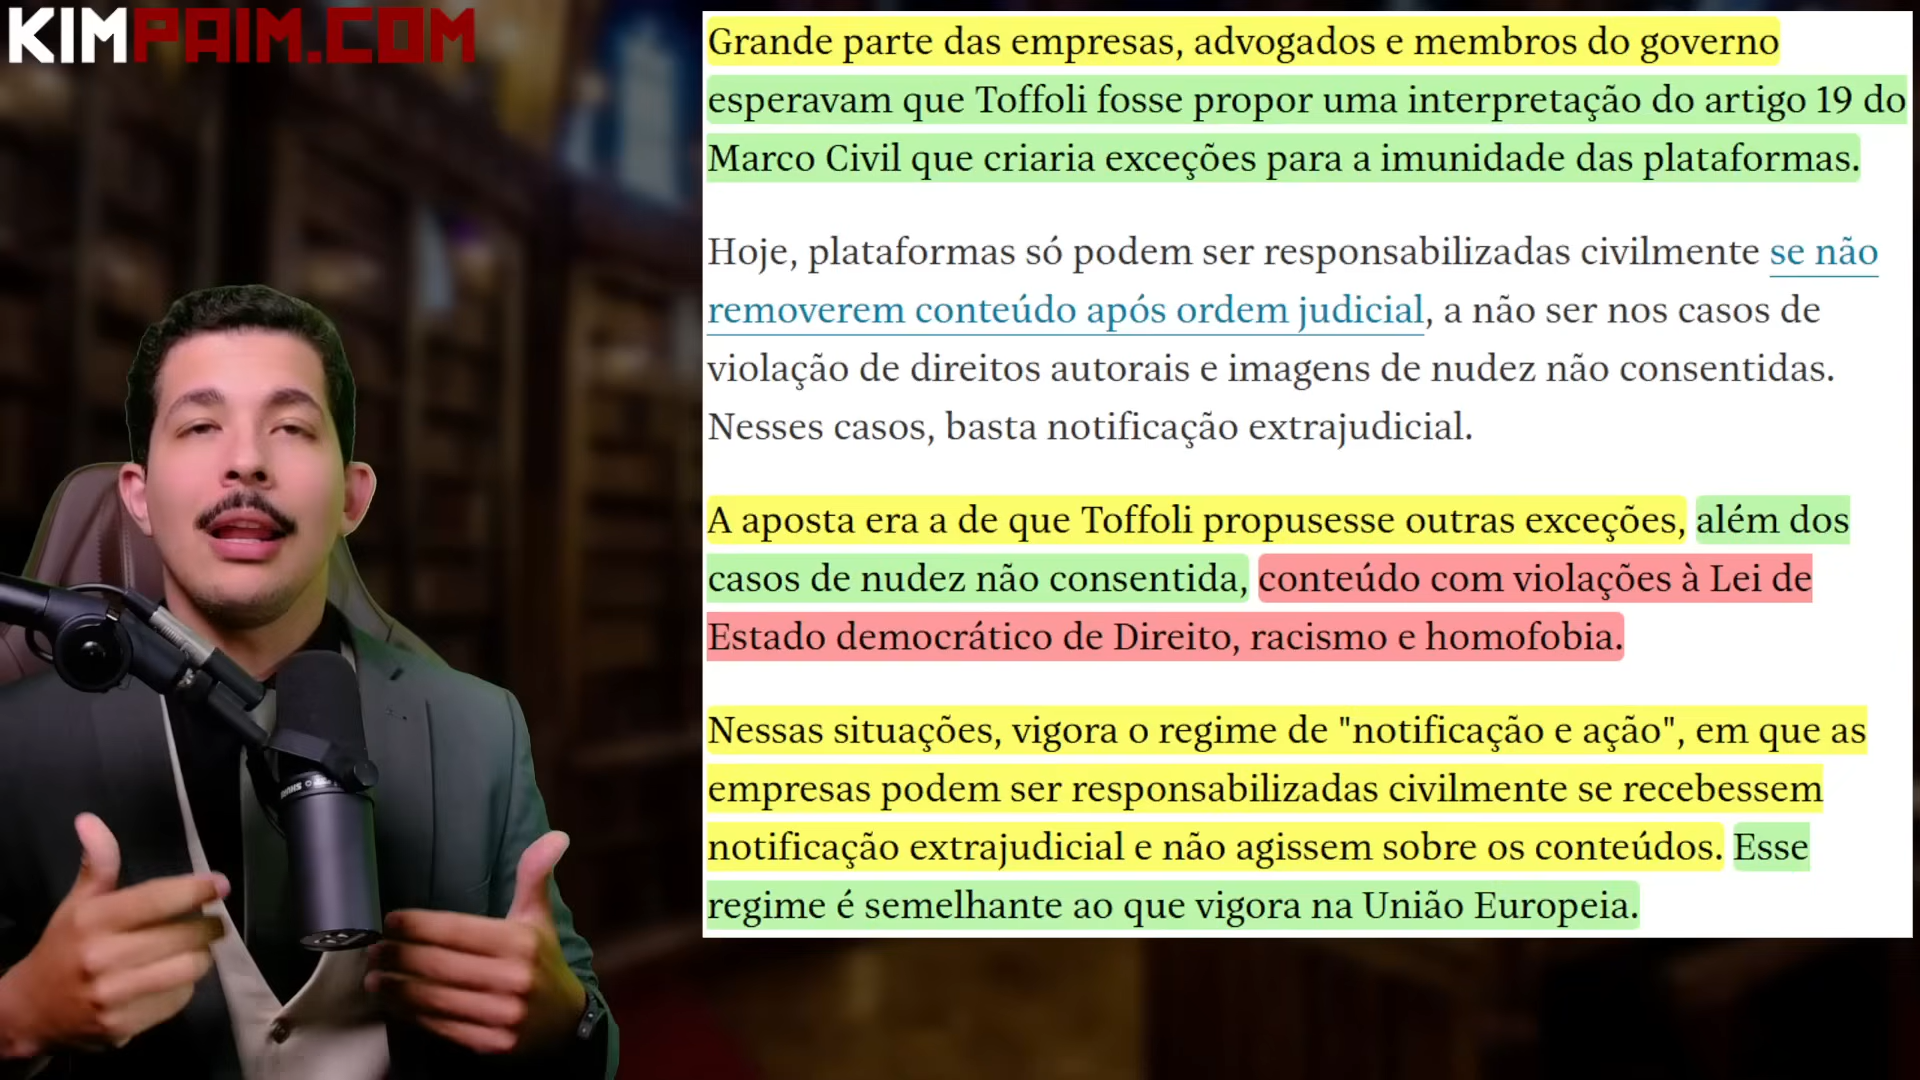 KIMPAIM.COM
Grande parte das empresas, advogados e membros do governo
esperavam que Toffoli fosse propor uma interpretação do artigo 19 do
Marco Civil que criaria exceções para a imunidade das plataformas.
Hoje, plataformas só podem ser responsabilizadas civilmente se não
removerem conteúdo após ordem judicial, a não ser nos casos de
violação de direitos autorais e imagens de nudez não consentidas.
Nesses casos, basta notificação extrajudicial.
A aposta era a de que Toffoli propusesse outras exceções, além dos
casos de nudez não consentida, conteúdo com violações à Lei de
Estado democrático de Direito, racismo e homofobia.
Nessas situações, vigora o regime de "notificação e ação", em que as
empresas podem ser responsabilizadas civilmente se recebessem
notificação extrajudicial e não agissem sobre os conteúdos. Esse
regime é semelhante ao que vigora na União Europeia.